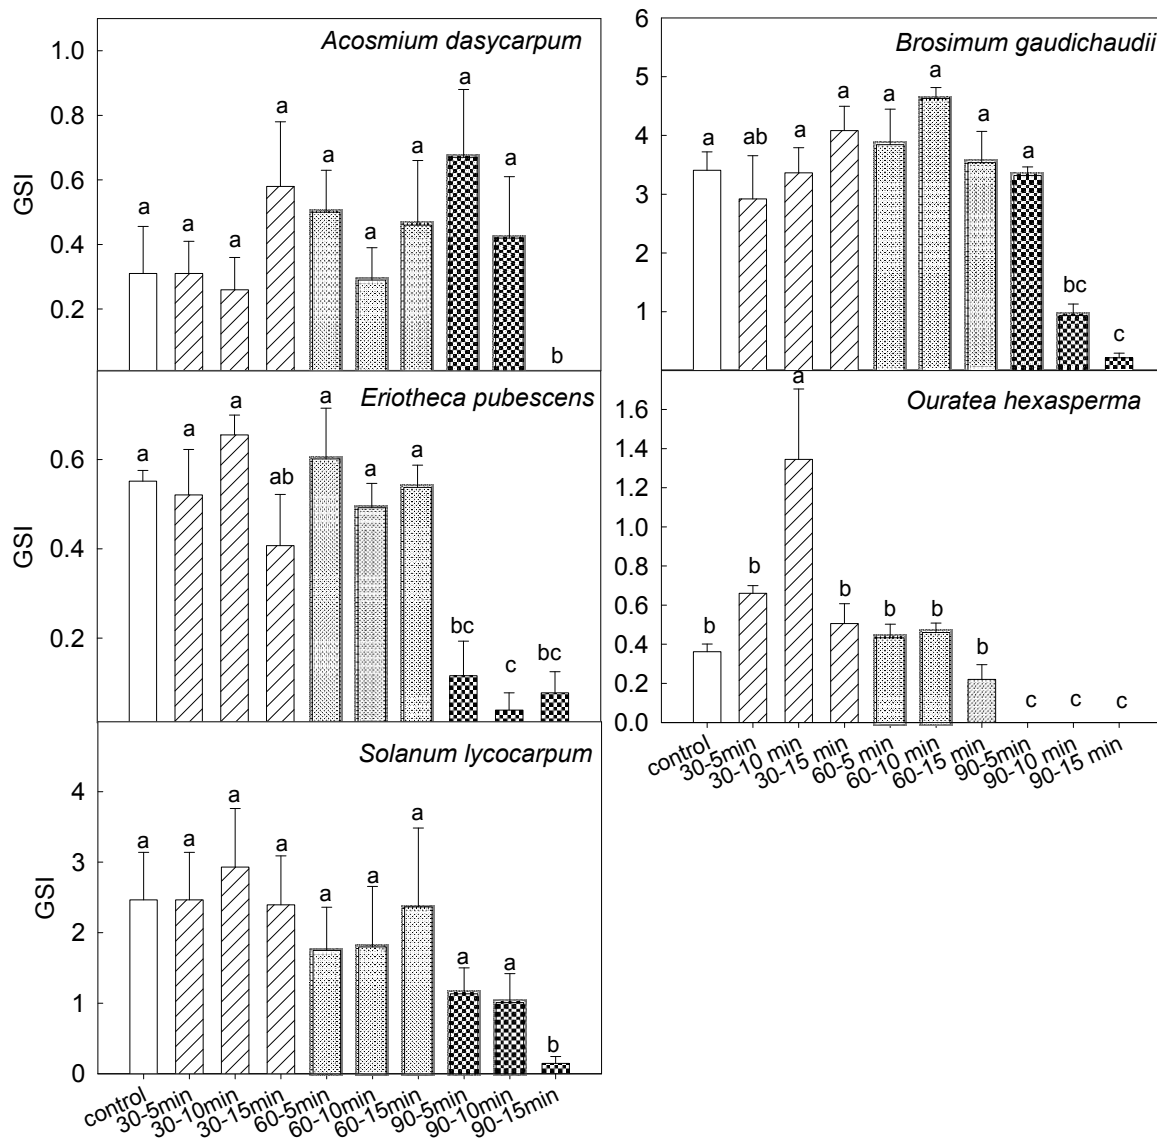 Acosmium dasycarpum
1.0
0.8
0.6
0.4
0.2
GSI
a a a a a a a a a b
Brosimum gaudichaudii
6
5
4
3
2
1
a ab a a a a a a bc c
Eriotheca pubescens
0.6
0.4
0.2
GSI
a a a ab a a a bc c bc
Ouratea hexasperma
1.6
1.4
1.2
1.0
0.8
0.6
0.4
0.2
0.0
b b a b b b b c c c
control 30-5min 30-10 min 30-15 min 60-5 min 60-10 min 60-15 min 90-5min 90-10 min 90-15 min
Solanum lycocarpum
4
3
2
1
0
GSI
a a a a a a a a a b
control 30-5min 30-10min 30-15min 60-5min 60-10min 60-15min 90-5min 90-10min 90-15min